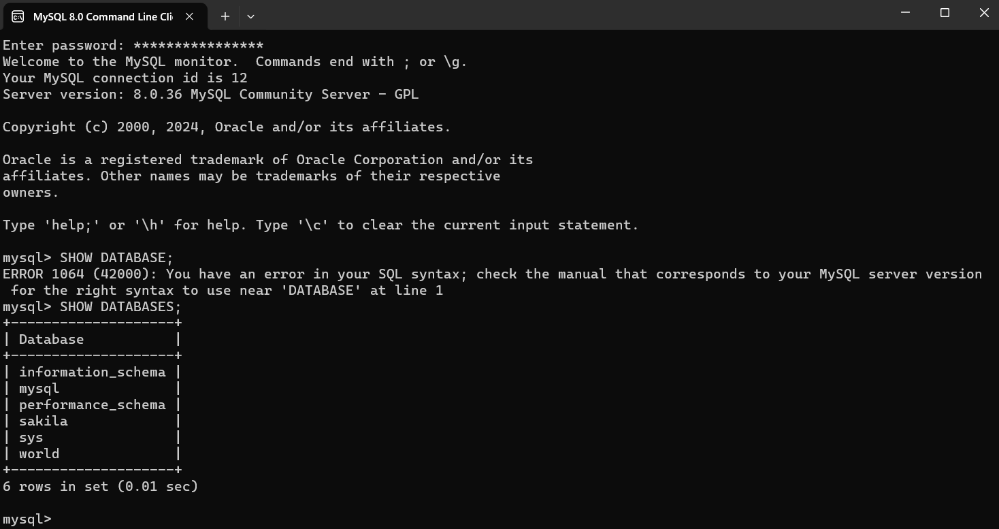 MySQL 8.0 Command Line Cli
Enter password: ****************
Welcome to the MySQL monitor.  Commands end with ; or \g.
Your MySQL connection id is 12
Server version: 8.0.36 MySQL Community Server - GPL

Copyright (c) 2000, 2024, Oracle and/or its affiliates.

Oracle is a registered trademark of Oracle Corporation and/or its
affiliates. Other names may be trademarks of their respective
owners.

Type 'help;' or '\h' for help. Type '\c' to clear the current input statement.

mysql> SHOW DATABASE;
ERROR 1064 (42000): You have an error in your SQL syntax; check the manual that corresponds to your MySQL server version
 for the right syntax to use near 'DATABASE' at line 1
mysql> SHOW DATABASES;
+--------------------+
| Database           |
+--------------------+
| information_schema |
| mysql              |
| performance_schema |
| sakila             |
| sys                |
| world              |
+--------------------+
6 rows in set (0.01 sec)

mysql>